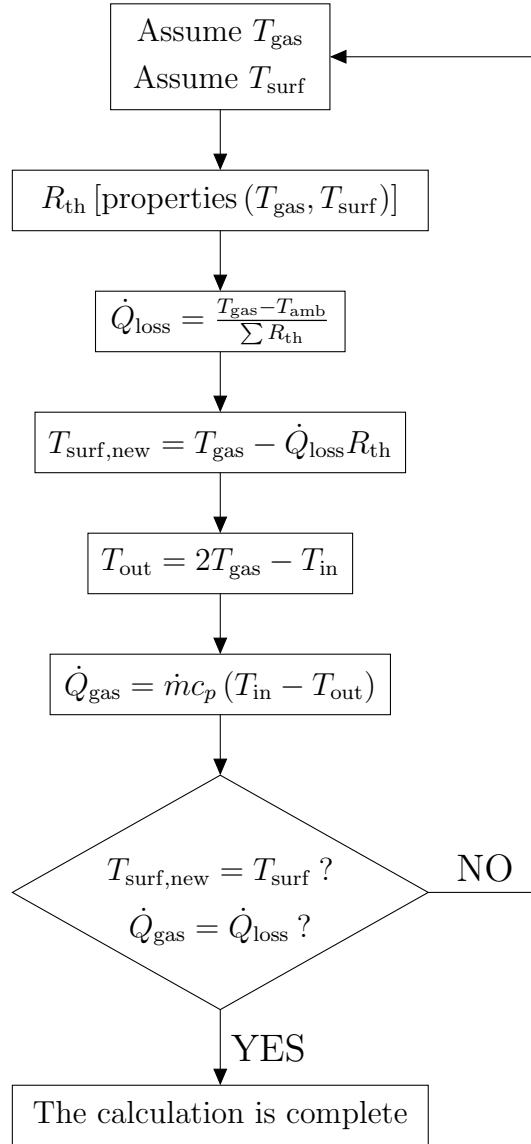 Assume T_gas
Assume T_surf
R_th [properties (T_gas, T_surf)]
Q̇_loss = (T_gas − T_amb) / (∑ R_th)
T_surf,new = T_gas − Q̇_loss R_th
T_out = 2T_gas − T_in
Q̇_gas = ṁc_p (T_in − T_out)
T_surf,new = T_surf ?
Q̇_gas = Q̇_loss ?
NO
YES
The calculation is complete